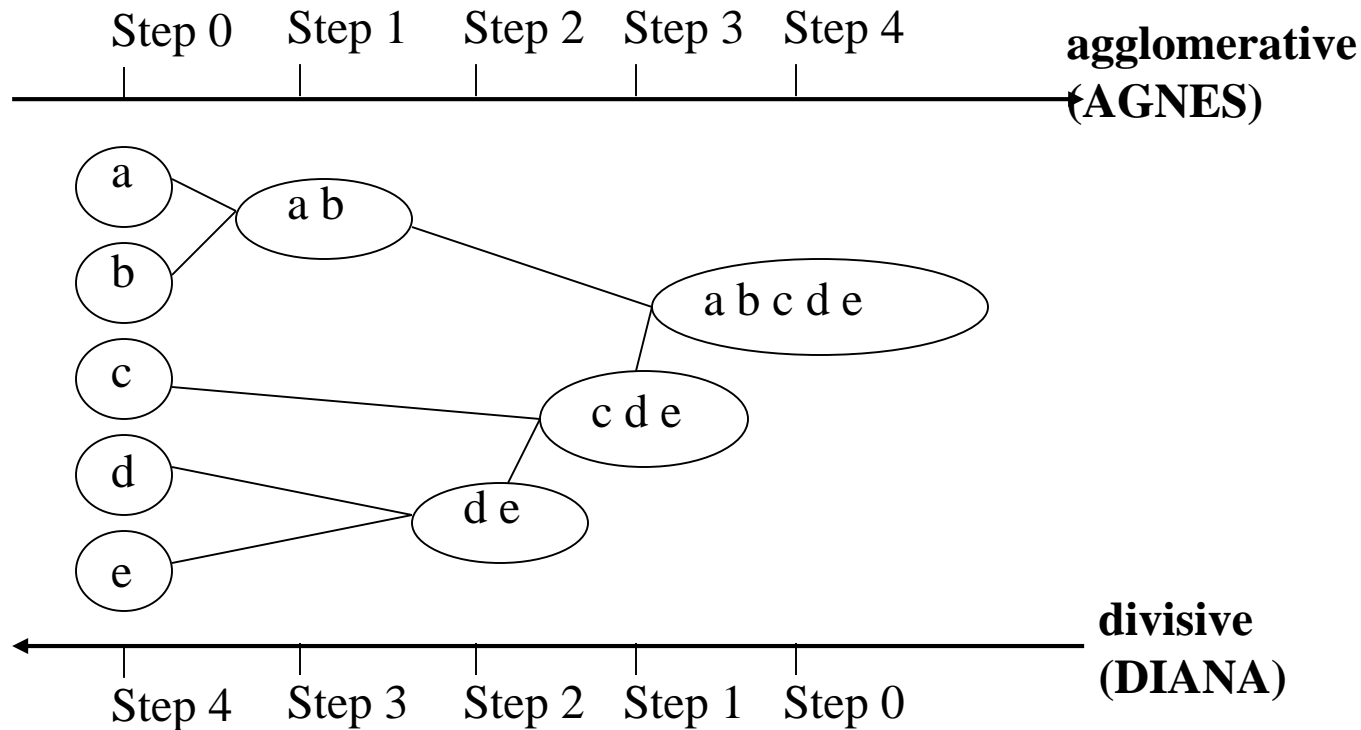 Step 0 Step 1 Step 2 Step 3 Step 4
agglomerative
(AGNES)
a
a b
b
a b c d e
c
c d e
d
d e
e
divisive
(DIANA)
Step 4 Step 3 Step 2 Step 1 Step 0